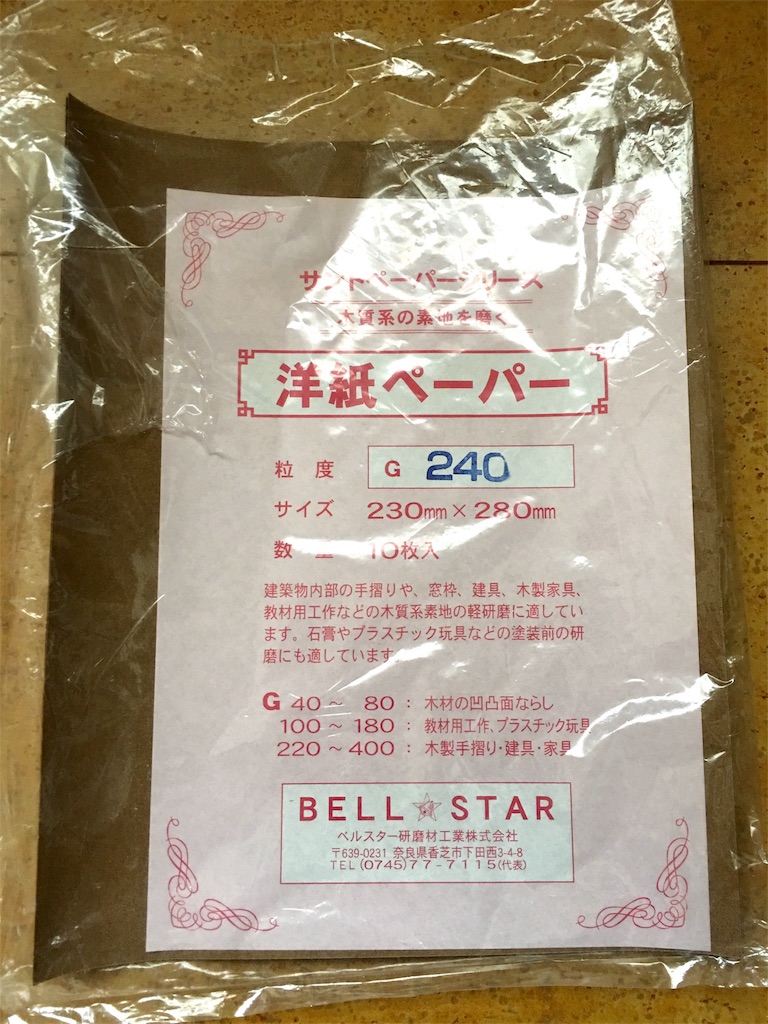 サンドペーパーシリーズ
木質系の素地を磨く
洋紙ペーパー
粒 度 G 240
サイズ 230mm×280mm
数 量 10枚入
建築物内部の手摺りや、窓枠、建具、木製家具、
教材用工作などの木質系素地の軽研磨に適してい
ます。石膏やプラスチック玩具などの塗装前の研
磨にも適しています。
G 40～ 80 : 木材の凹凸面ならし
100～180 : 教材用工作、プラスチック玩具
220～400 : 木製手摺り・建具・家具
BELL☆STAR
ベルスター研磨材工業株式会社
〒639-0231 奈良県香芝市下田西3-4-8
TEL (0745)77-7115(代表)